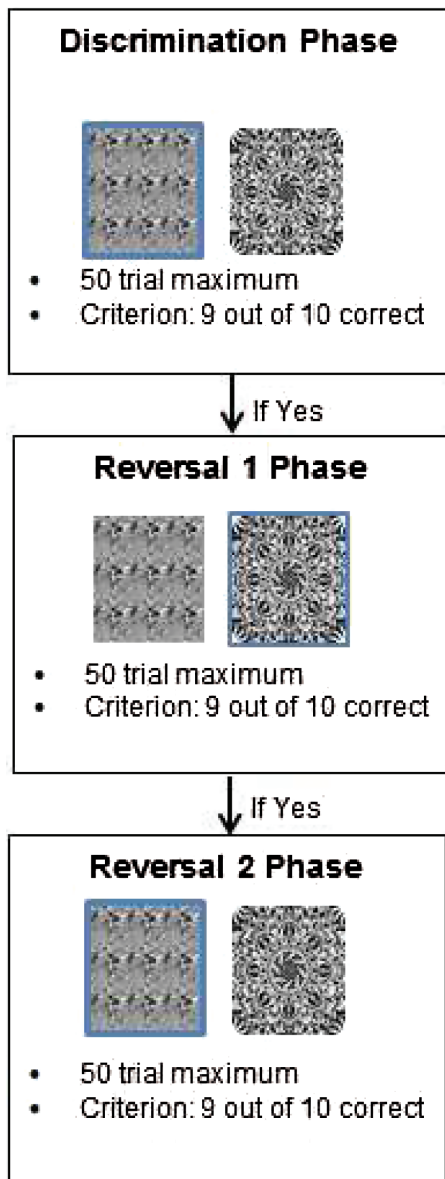 Discrimination Phase
• 50 trial maximum
• Criterion: 9 out of 10 correct
If Yes
Reversal 1 Phase
• 50 trial maximum
• Criterion: 9 out of 10 correct
If Yes
Reversal 2 Phase
• 50 trial maximum
• Criterion: 9 out of 10 correct